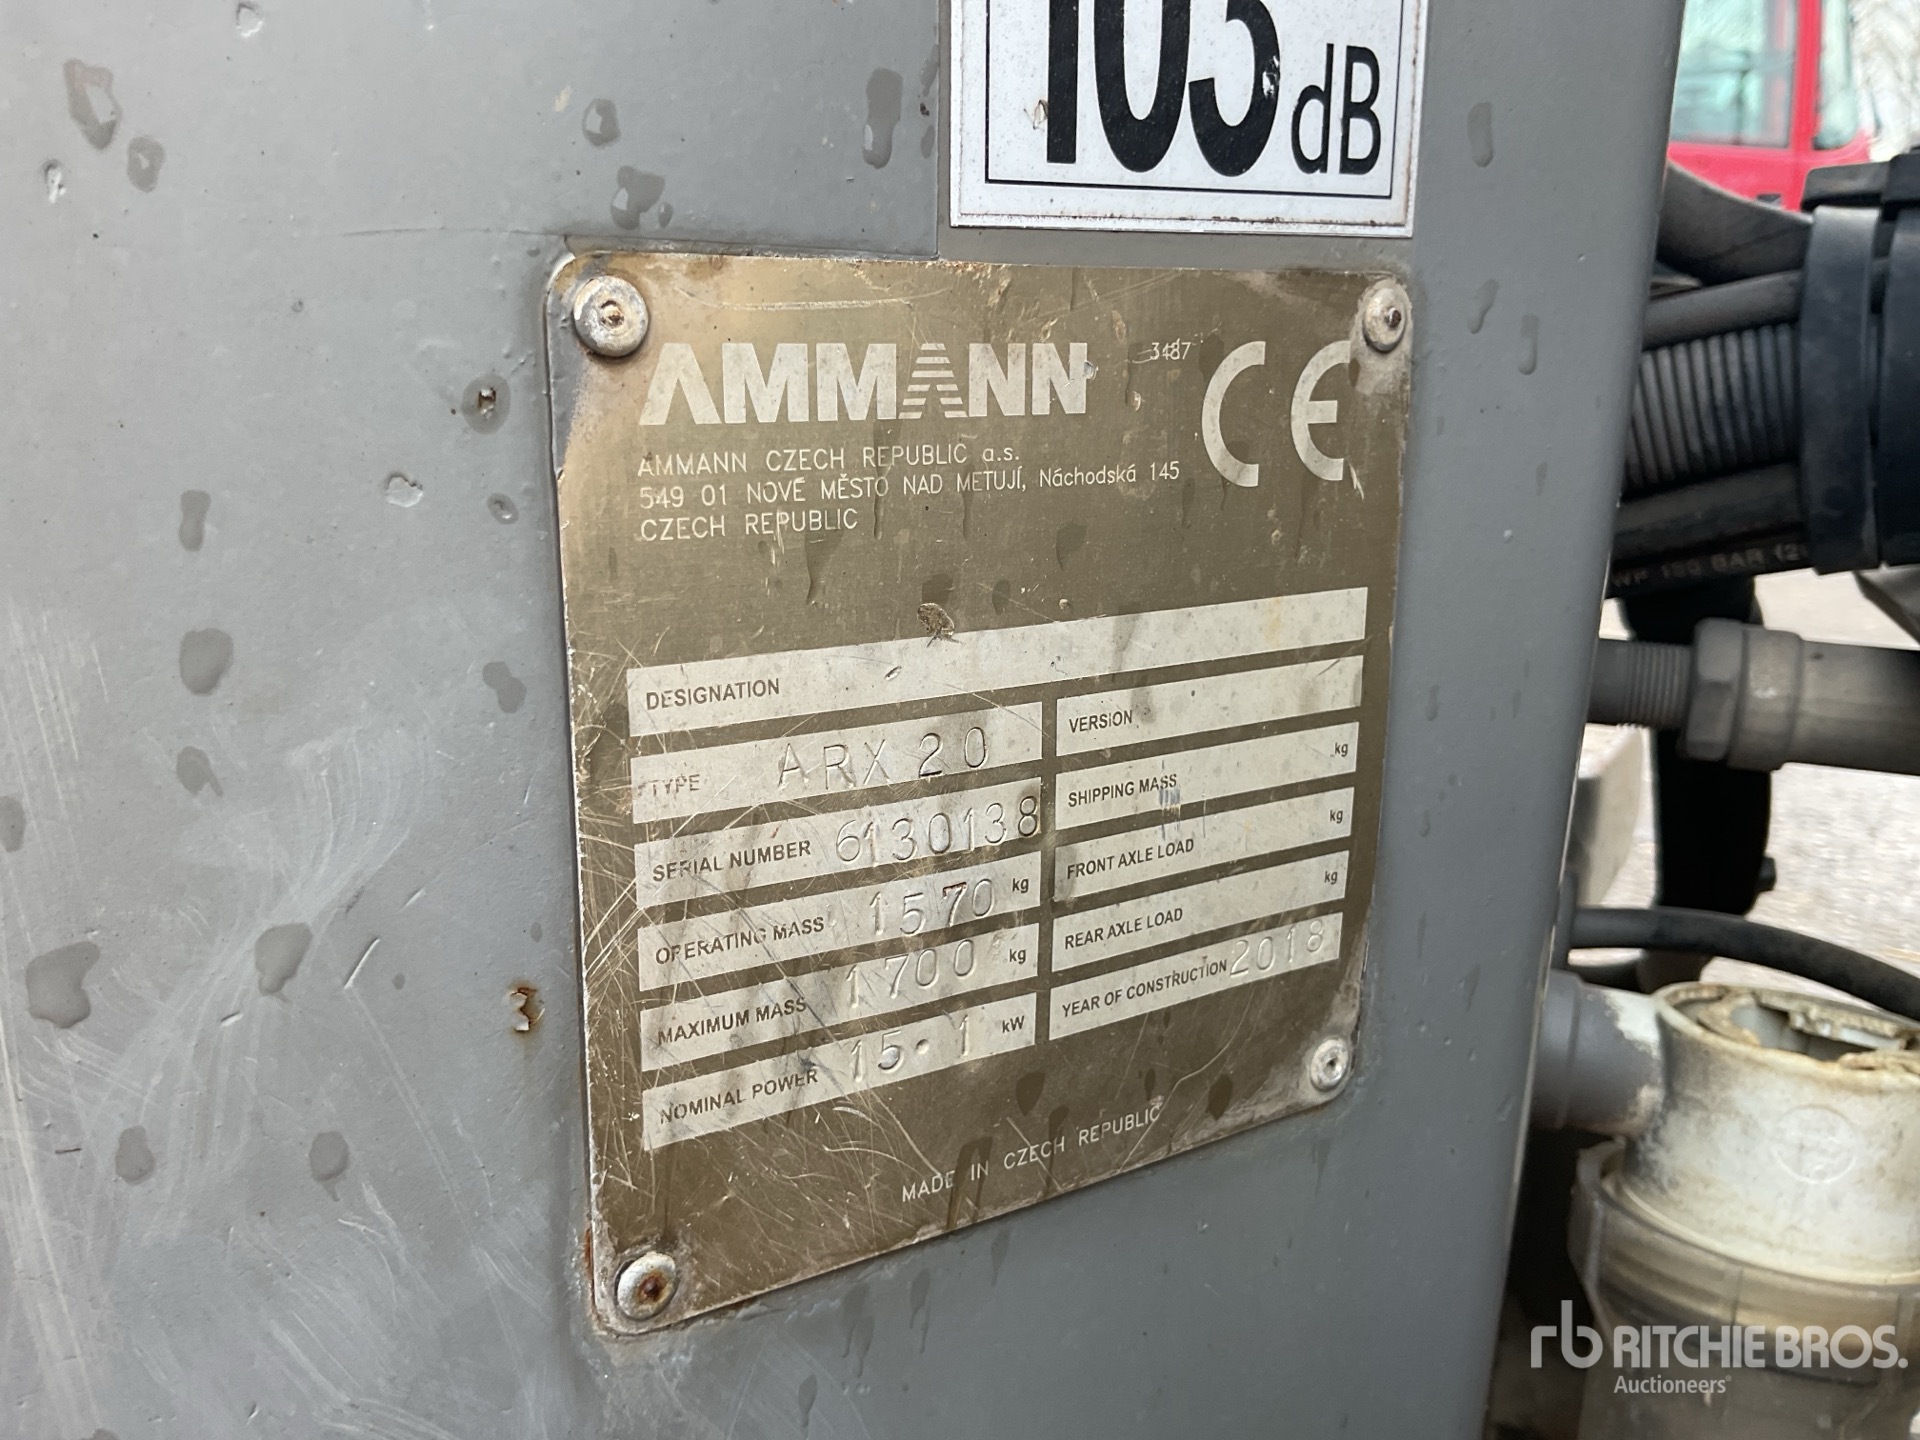 103 dB
AMMANN 3487 CE
AMMANN CZECH REPUBLIC a.s.
549 01 NOVÉ MĚSTO NAD METUJÍ, Náchodská 145
CZECH REPUBLIC
DESIGNATION
TYPE ARX 20
VERSION
SERIAL NUMBER 6130138
SHIPPING MASS kg
OPERATING MASS 1570 kg
FRONT AXLE LOAD kg
MAXIMUM MASS 1700 kg
REAR AXLE LOAD kg
NOMINAL POWER 15.1 kW
YEAR OF CONSTRUCTION 2018
MADE IN CZECH REPUBLIC
BAR
rb RITCHIE BROS.
Auctioneers